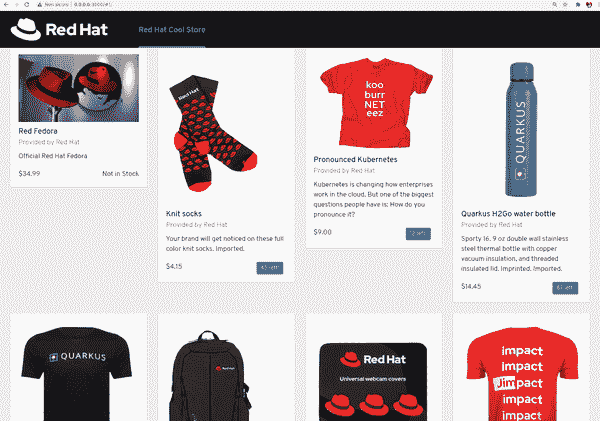 Red Hat
Red Hat Cool Store
Red Fedora
Provided by Red Hat
Official Red Hat Fedora
$34.99
Not in Stock
Red Hat
Knit socks
Provided by Red Hat
Your brand will get noticed on these full
color knit socks. Imported.
$4.15
koo
burr
NET
eez
Pronounced Kubernetes
Provided by Red Hat
Kubernetes is changing how enterprises
work in the cloud. But one of the biggest
questions people have is: How do you
pronounce it?
$9.00
QUARKUS
Quarkus H2Go water bottle
Provided by Red Hat
Sporty 16. 9 oz double wall stainless
steel thermal bottle with copper
vacuum insulation, and threaded
insulated lid. Imprinted. Imported.
$14.45
QUARKUS
Red Hat
Red Hat
Universal webcam covers
impact
impact
Jimpact
impact
impact
impact